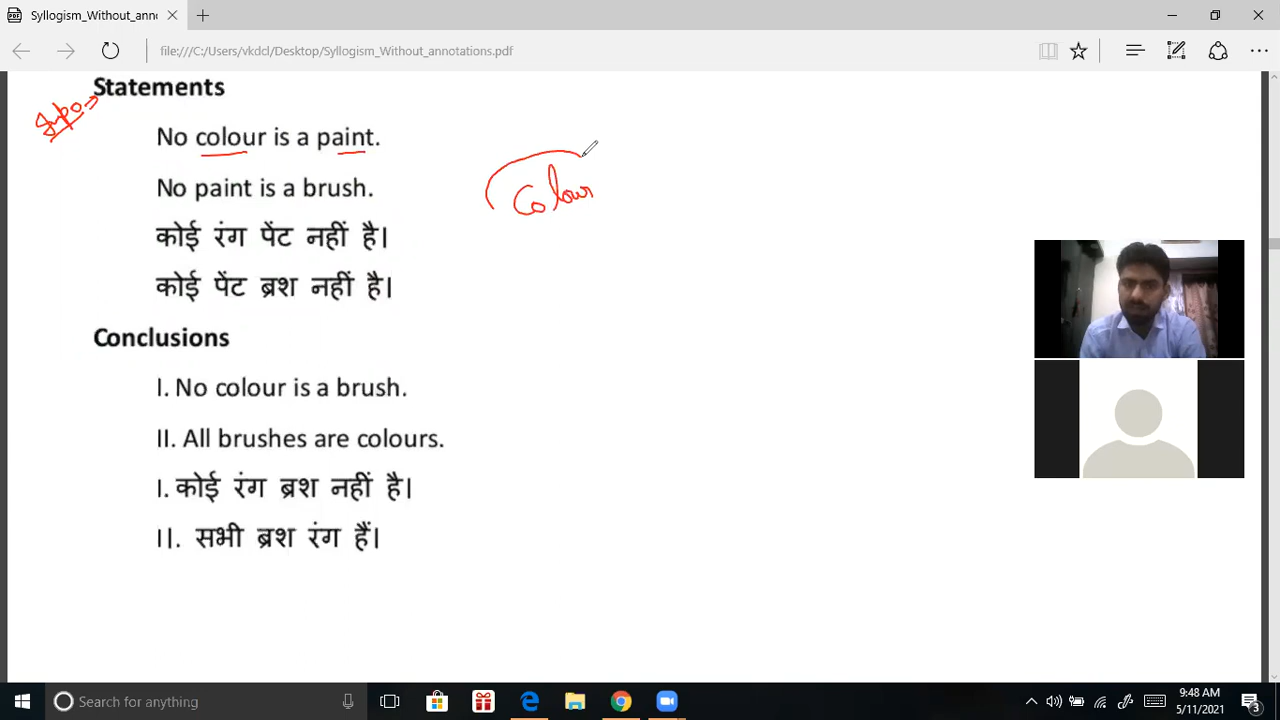 Syllogism_Without_anno
file:///C:/Users/vkdcl/Desktop/Syllogism_Without_annotations.pdf
Statements
No colour is a paint.
No paint is a brush.
कोई रंग पेंट नहीं है।
कोई पेंट ब्रश नहीं है।
Colour
Conclusions
I. No colour is a brush.
II. All brushes are colours.
I. कोई रंग ब्रश नहीं है।
II. सभी ब्रश रंग हैं।
Search for anything
9:48 AM
5/11/2021
3